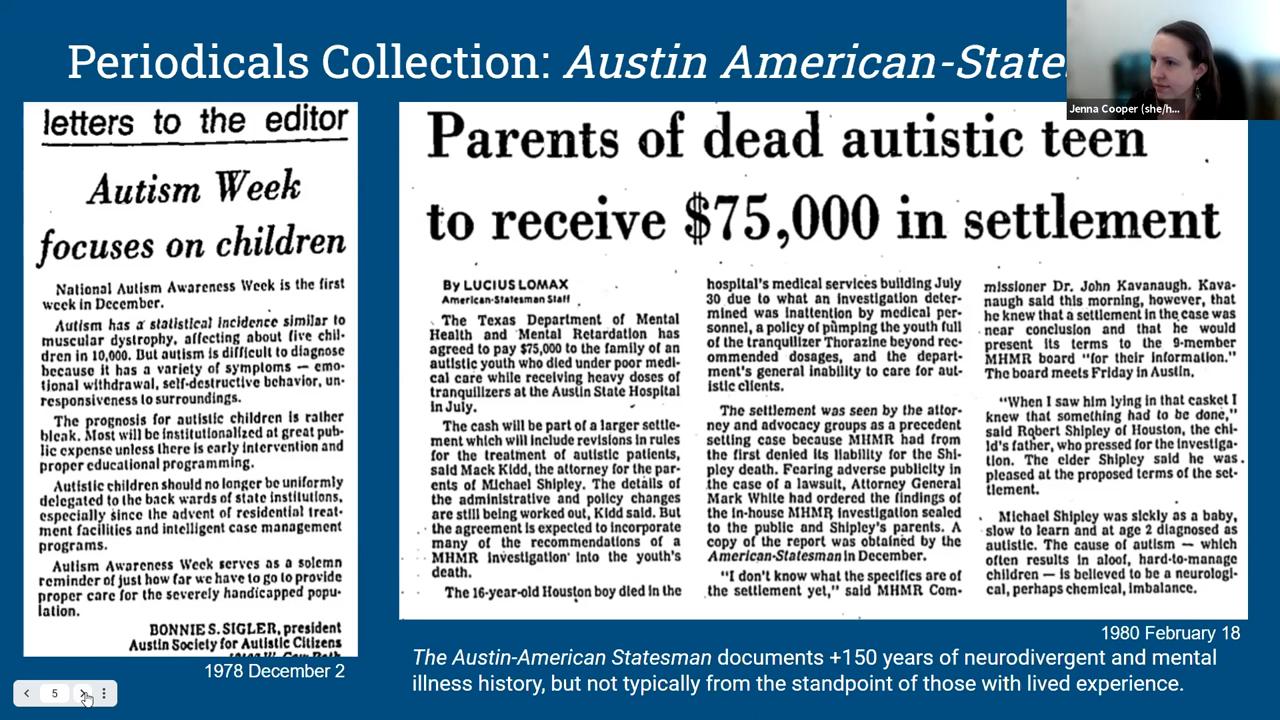 Periodicals Collection: Austin American-State
Jenna Cooper (she/h...
letters to the editor
Autism Week
focuses on children
National Autism Awareness Week is the first
week in December.
Autism has a statistical incidence similar to
muscular dystrophy, affecting about five chil-
dren in 10,000. But autism is difficult to diagnose
because it has a variety of symptoms — emo-
tional withdrawal, self-destructive behavior, un-
responsiveness to surroundings.
The prognosis for autistic children is rather
bleak. Most will be institutionalized at great pub-
lic expense unless there is early intervention and
proper educational programming.
Autistic children should no longer be uniformly
delegated to the back wards of state institutions,
especially since the advent of residential treat-
ment facilities and intelligent case management
programs.
Autism Awareness Week serves as a solemn
reminder of just how far we have to go to provide
proper care for the severely handicapped popu-
lation.
BONNIE S. SIGLER, president
Austin Society for Autistic Citizens
1978 December 2
Parents of dead autistic teen
to receive $75,000 in settlement
By LUCIUS LOMAX
American-Statesman Staff
The Texas Department of Mental
Health and Mental Retardation has
agreed to pay $75,000 to the family of an
autistic youth who died under poor medi-
cal care while receiving heavy doses of
tranquilizers at the Austin State Hospital
in July.
The cash will be part of a larger settle-
ment which will include revisions in rules
for the treatment of autistic patients,
said Mack Kidd, the attorney for the par-
ents of Michael Shipley. The details of
the administrative and policy changes
are still being worked out, Kidd said. But
the agreement is expected to incorporate
many of the recommendations of a
MHMR investigation into the youth's
death.
The 16-year-old Houston boy died in the
hospital's medical services building July
30 due to what an investigation deter-
mined was inattention by medical per-
sonnel, a policy of pumping the youth full
of the tranquilizer Thorazine beyond rec-
ommended dosages, and the depart-
ment's general inability to care for aut-
istic clients.
The settlement was seen by the attor-
ney and advocacy groups as a precedent
setting case because MHMR had from
the first denied its liability for the Shi-
pley death. Fearing adverse publicity in
the case of a lawsuit, Attorney General
Mark White had ordered the findings of
the in-house MHMR investigation sealed
to the public and Shipley's parents. A
copy of the report was obtained by the
American-Statesman in December.
"I don't know what the specifics are of
the settlement yet," said MHMR Com-
missioner Dr. John Kavanaugh. Kava-
naugh said this morning, however, that
he knew that a settlement in the case was
near conclusion and that he would
present its terms to the 9-member
MHMR board "for their information."
The board meets Friday in Austin.
"When I saw him lying in that casket I
knew that something had to be done,"
said Robert Shipley of Houston, the chi-
ld's father, who pressed for the investiga-
tion. The elder Shipley said he was
pleased at the proposed terms of the set-
tlement.
Michael Shipley was sickly as a baby,
slow to learn and at age 2 diagnosed as
autistic. The cause of autism — which
often results in aloof, hard-to-manage
children — is believed to be a neurologi-
cal, perhaps chemical, imbalance.
1980 February 18
The Austin-American Statesman documents +150 years of neurodivergent and mental
illness history, but not typically from the standpoint of those with lived experience.
5